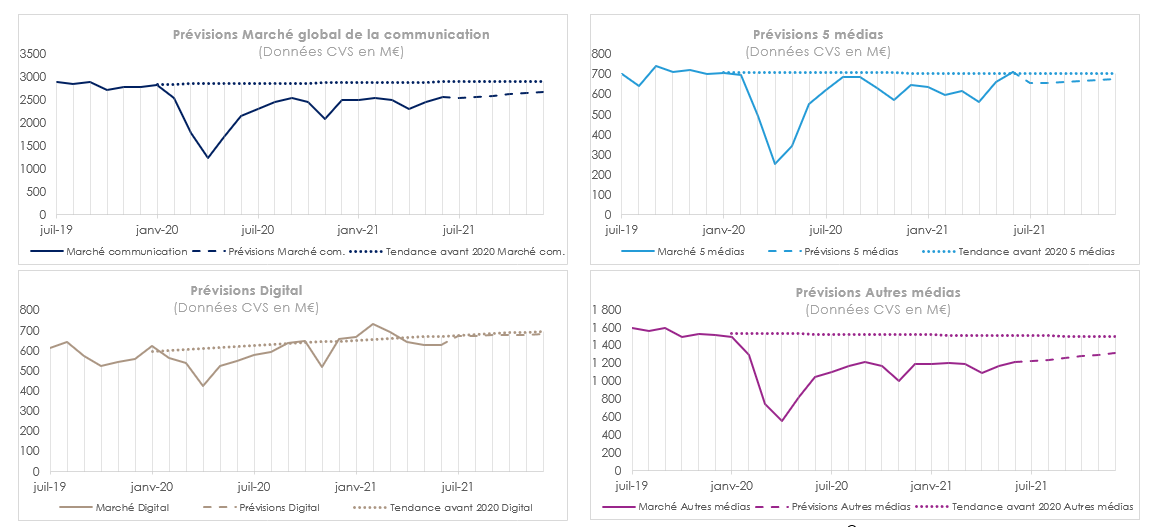 Prévisions Marché global de la communication
(Données CVS en M€)
3500
3000
2500
2000
1500
1000
500
0
juil-19 janv-20 juil-20 janv-21 juil-21
Marché communication Prévisions Marché com. Tendance avant 2020 Marché com.
Prévisions 5 médias
(Données CVS en M€)
800
700
600
500
400
300
200
100
0
juil-19 janv-20 juil-20 janv-21 juil-21
Marché 5 médias Prévisions 5 médias Tendance avant 2020 5 médias
Prévisions Digital
(Données CVS en M€)
800
700
600
500
400
300
200
100
0
juil-19 janv-20 juil-20 janv-21 juil-21
Marché Digital Prévisions Digital Tendance avant 2020 Digital
Prévisions Autres médias
(Données CVS en M€)
1 800
1 600
1 400
1 200
1 000
800
600
400
200
0
juil-19 janv-20 juil-20 janv-21 juil-21
Marché Autres médias Prévisions Autres médias Tendance avant 2020 Autres médias